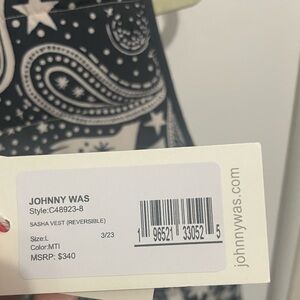 JOHNNY WAS
Style:C48923-8
SASHA VEST (REVERSIBLE)
Size:L 3/23
Color:MTI
MSRP: $340
1 96521 33052 5
johnnywas.com